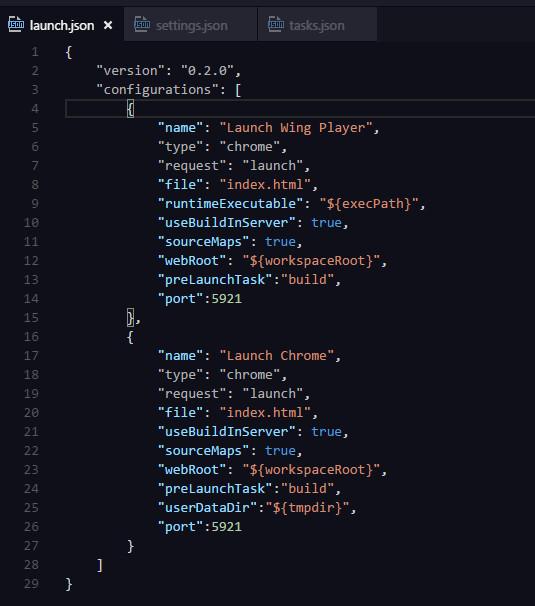 launch.json × settings.json tasks.json
1 {
2 "version": "0.2.0",
3 "configurations": [
4 {
5 "name": "Launch Wing Player",
6 "type": "chrome",
7 "request": "launch",
8 "file": "index.html",
9 "runtimeExecutable": "${execPath}",
10 "useBuildInServer": true,
11 "sourceMaps": true,
12 "webRoot": "${workspaceRoot}",
13 "preLaunchTask":"build",
14 "port":5921
15 },
16 {
17 "name": "Launch Chrome",
18 "type": "chrome",
19 "request": "launch",
20 "file": "index.html",
21 "useBuildInServer": true,
22 "sourceMaps": true,
23 "webRoot": "${workspaceRoot}",
24 "preLaunchTask":"build",
25 "userDataDir":"${tmpdir}",
26 "port":5921
27 }
28 ]
29 }